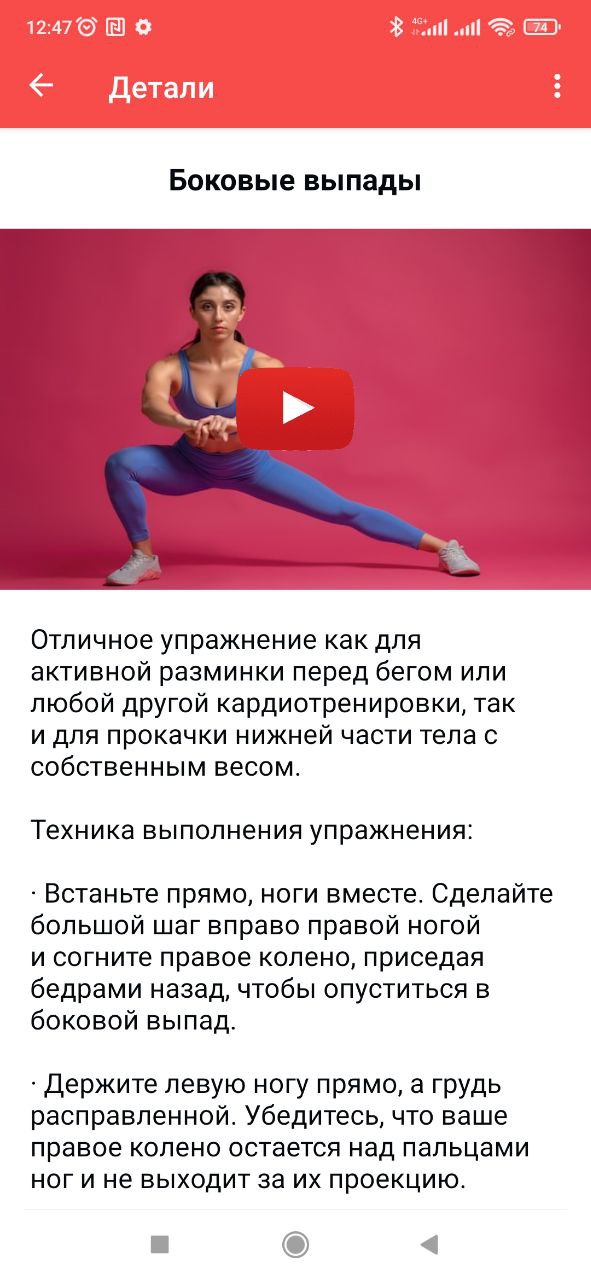 12:47
4G+
74
Детали
Боковые выпады
Отличное упражнение как для
активной разминки перед бегом или
любой другой кардиотренировки, так
и для прокачки нижней части тела с
собственным весом.
Техника выполнения упражнения:
· Встаньте прямо, ноги вместе. Сделайте
большой шаг вправо правой ногой
и согните правое колено, приседая
бедрами назад, чтобы опуститься в
боковой выпад.
· Держите левую ногу прямо, а грудь
расправленной. Убедитесь, что ваше
правое колено остается над пальцами
ног и не выходит за их проекцию.